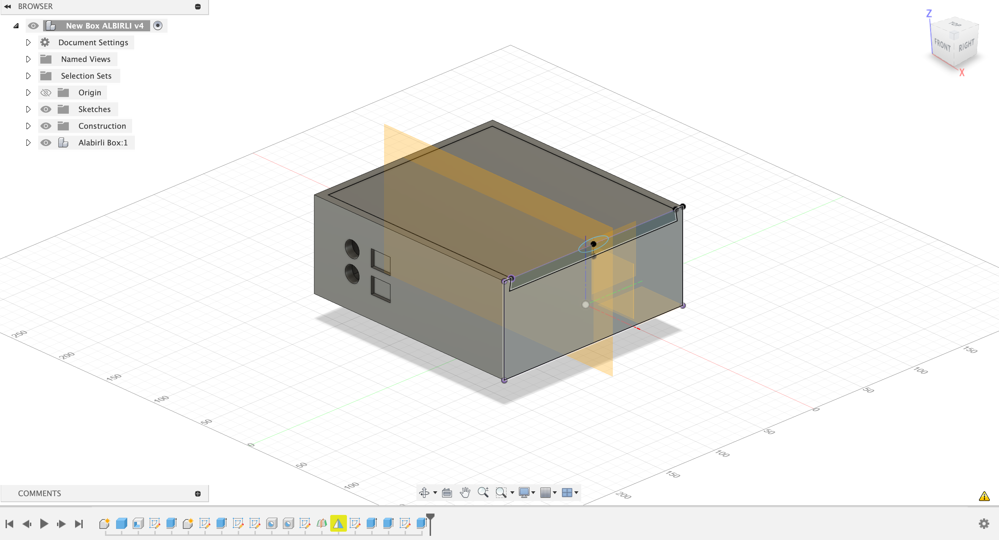 BROWSER
New Box ALBIRLI v4
Document Settings
Named Views
Selection Sets
Origin
Sketches
Construction
Alabirli Box:1
Z
TOP
FRONT
RIGHT
X
250
200
150
100
50
0
50
100
150
100
50
0
50
100
150
200
COMMENTS